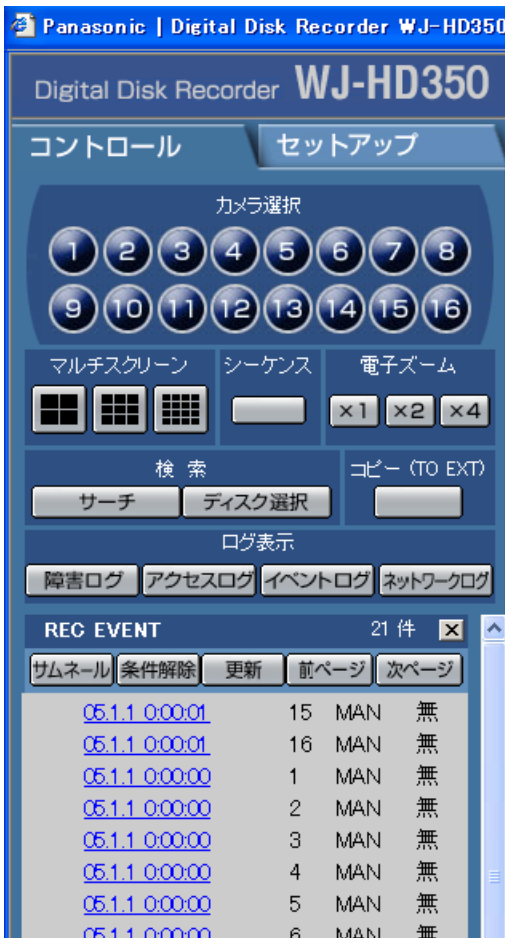 Panasonic | Digital Disk Recorder WJ-HD350
Digital Disk Recorder WJ-HD350
コントロール セットアップ
カメラ選択
1 2 3 4 5 6 7 8
9 10 11 12 13 14 15 16
マルチスクリーン シーケンス 電子ズーム
×1 ×2 ×4
検 索 コピー (TO EXT)
サーチ ディスク選択
ログ表示
障害ログ アクセスログ イベントログ ネットワークログ
REC EVENT 21 件 X
サムネール 条件解除 更新 前ページ 次ページ
05.1.1 0:00:01 15 MAN 無
05.1.1 0:00:01 16 MAN 無
05.1.1 0:00:00 1 MAN 無
05.1.1 0:00:00 2 MAN 無
05.1.1 0:00:00 3 MAN 無
05.1.1 0:00:00 4 MAN 無
05.1.1 0:00:00 5 MAN 無
05.1.1 0:00:00 6 MAN 無